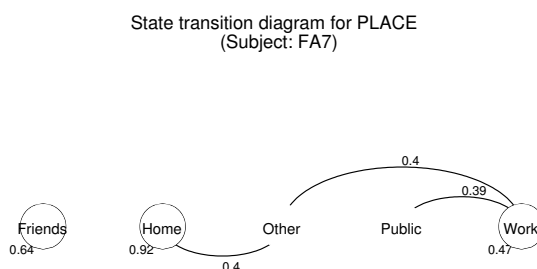 State transition diagram for PLACE
(Subject: FA7)
0.4
0.39
Friends Home Other Public Work
0.64 0.92 0.47
0.4